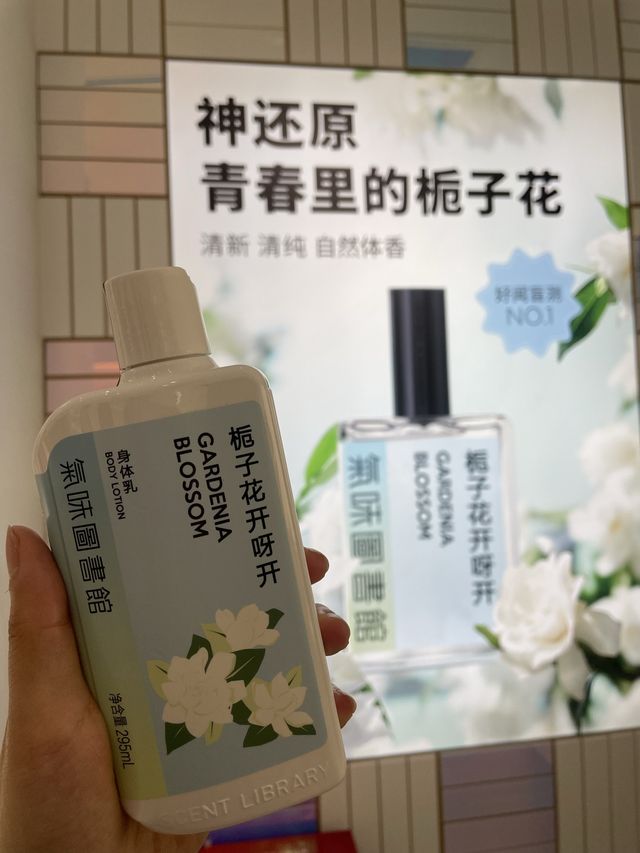 神还原
青春里的栀子花
清新 清纯 自然体香
好闻盲测
NO.1
栀子花开呀开
GARDENIA
BLOSSOM
氣味圖書館
栀子花开呀开
GARDENIA
BLOSSOM
身体乳
BODY LOTION
氣味圖書館
净含量 295mL
SCENT LIBRARY